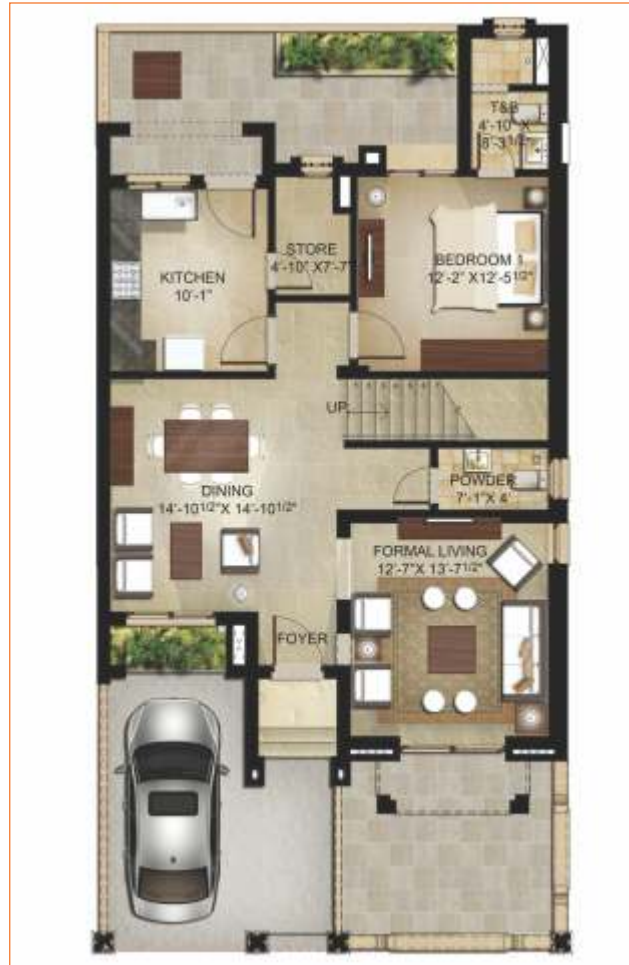 T&B
4'-10" X
8'-3 1/2"
STORE
4'-10" X7'-7"
BEDROOM 1
12'-2" X12'-5 1/2"
KITCHEN
10'-1"
UP
DINING
14'-10 1/2" X 14'-10 1/2"
POWDER
7'-1"X 4'
FORMAL LIVING
12'-7"X 13'-7 1/2"
FOYER